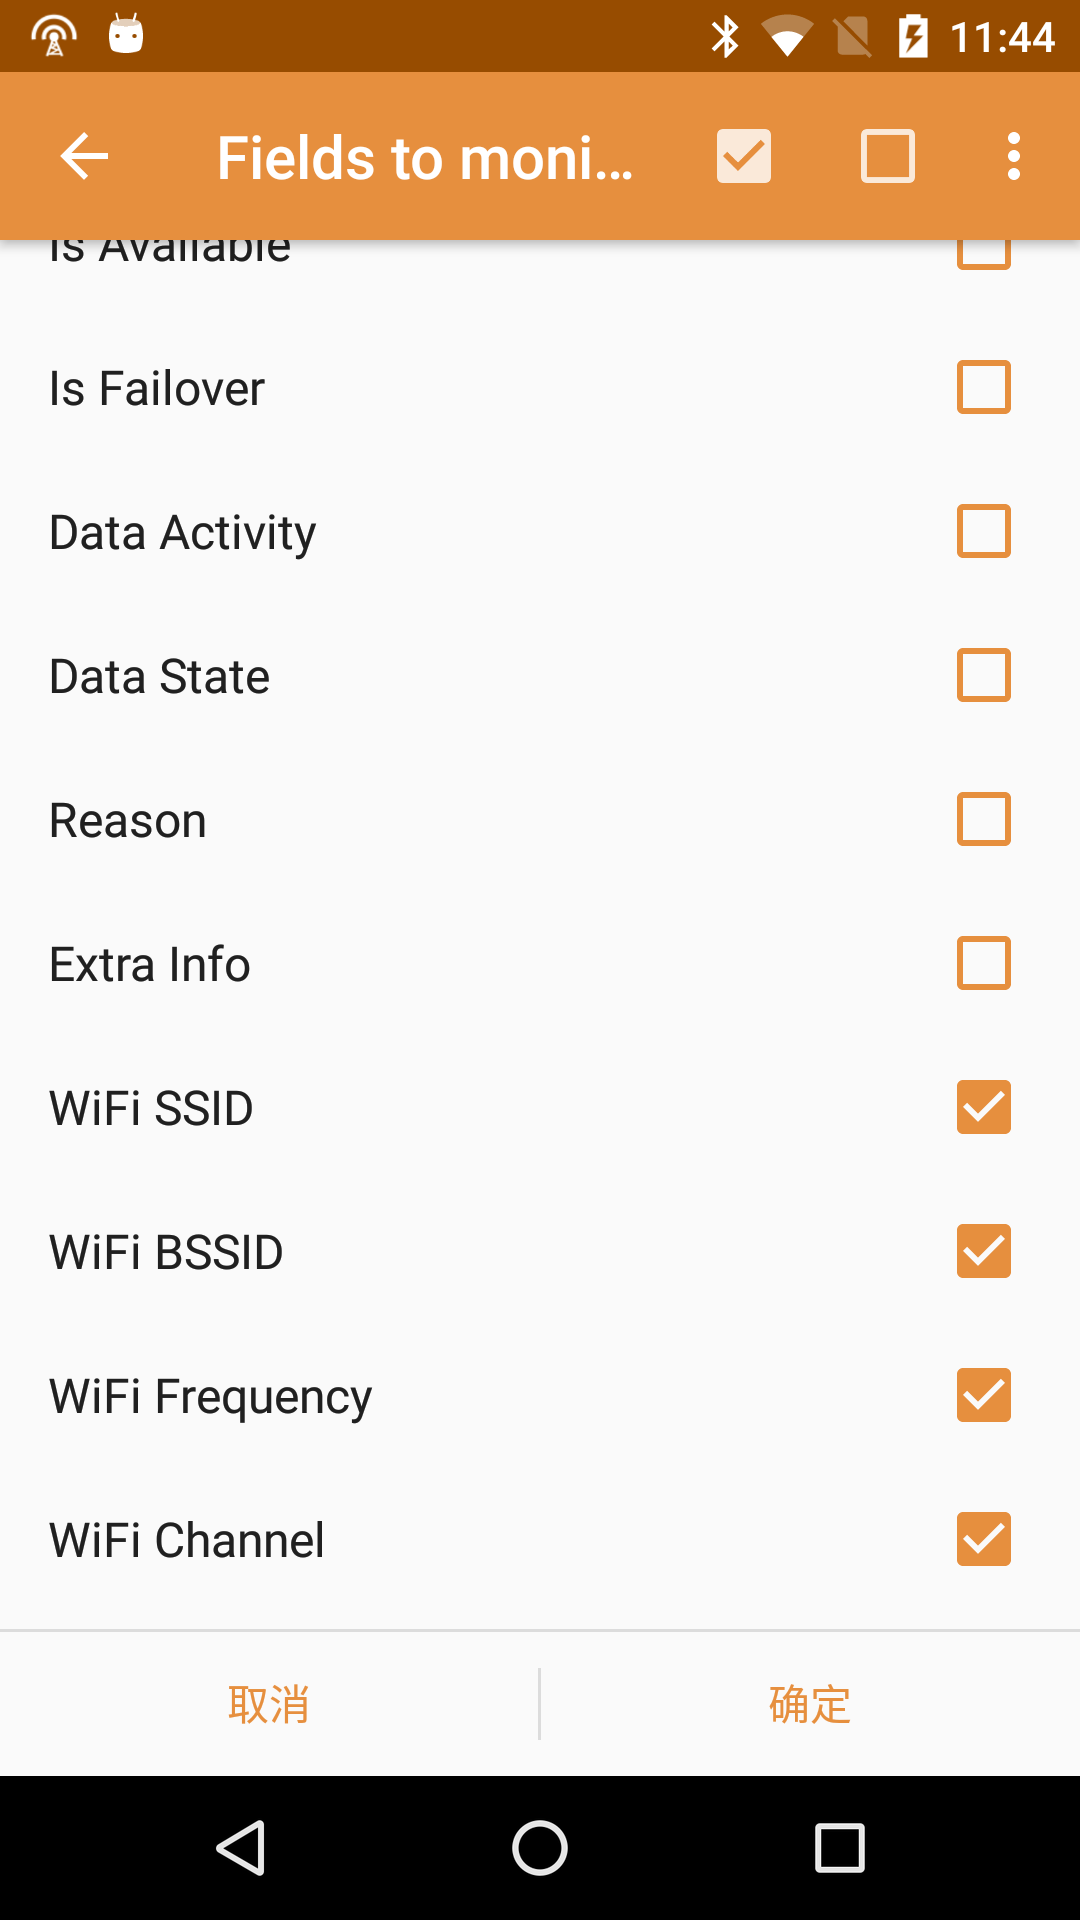 11:44
Fields to moni...
Is Available
Is Failover
Data Activity
Data State
Reason
Extra Info
WiFi SSID
WiFi BSSID
WiFi Frequency
WiFi Channel
取消
确定